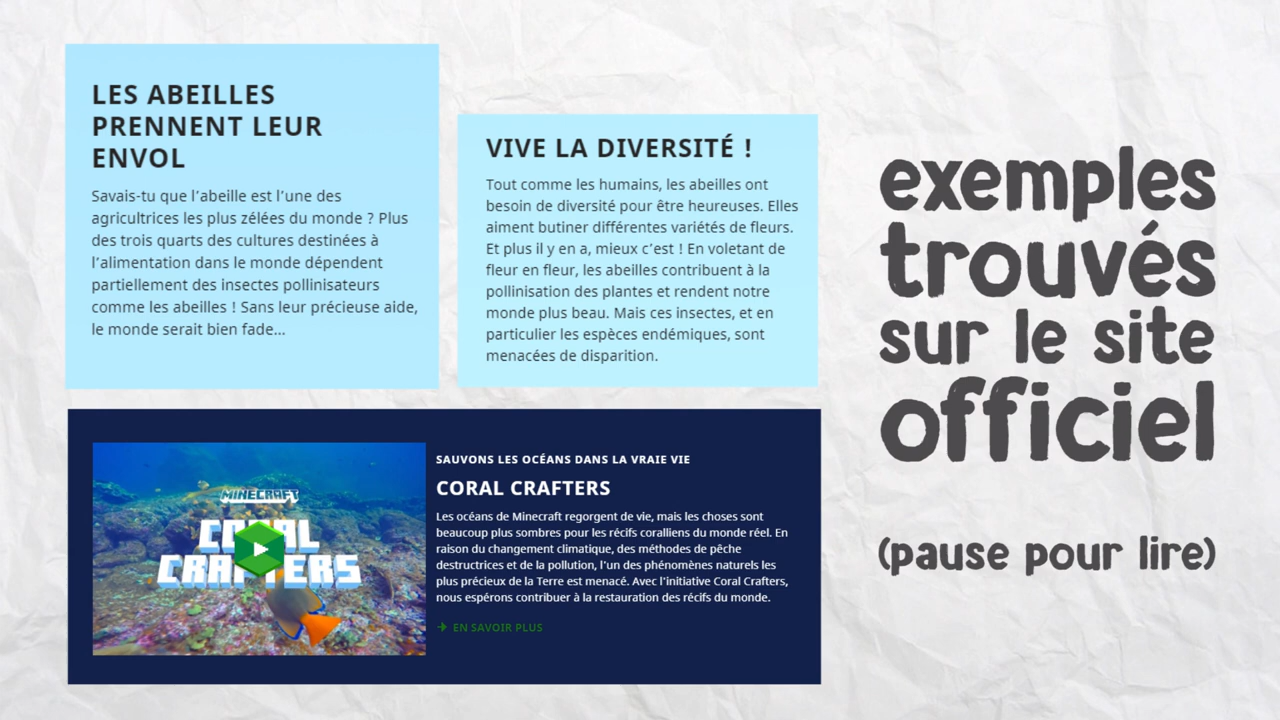 LES ABEILLES
PRENNENT LEUR
ENVOL
Savais-tu que l'abeille est l'une des
agricultrices les plus zélées du monde ? Plus
des trois quarts des cultures destinées à
l'alimentation dans le monde dépendent
partiellement des insectes pollinisateurs
comme les abeilles ! Sans leur précieuse aide,
le monde serait bien fade...
VIVE LA DIVERSITÉ !
Tout comme les humains, les abeilles ont
besoin de diversité pour être heureuses. Elles
aiment butiner différentes variétés de fleurs.
Et plus il y en a, mieux c'est ! En voletant de
fleur en fleur, les abeilles contribuent à la
pollinisation des plantes et rendent notre
monde plus beau. Mais ces insectes, et en
particulier les espèces endémiques, sont
menacées de disparition.
MINECRAFT
CORAL
CRAFTERS
SAUVONS LES OCÉANS DANS LA VRAIE VIE
CORAL CRAFTERS
Les océans de Minecraft regorgent de vie, mais les choses sont
beaucoup plus sombres pour les récifs coralliens du monde réel. En
raison du changement climatique, des méthodes de pêche
destructrices et de la pollution, l'un des phénomènes naturels les
plus précieux de la Terre est menacé. Avec l'initiative Coral Crafters,
nous espérons contribuer à la restauration des récifs du monde.
EN SAVOIR PLUS
exemples
trouvés
sur le site
officiel
(pause pour lire)